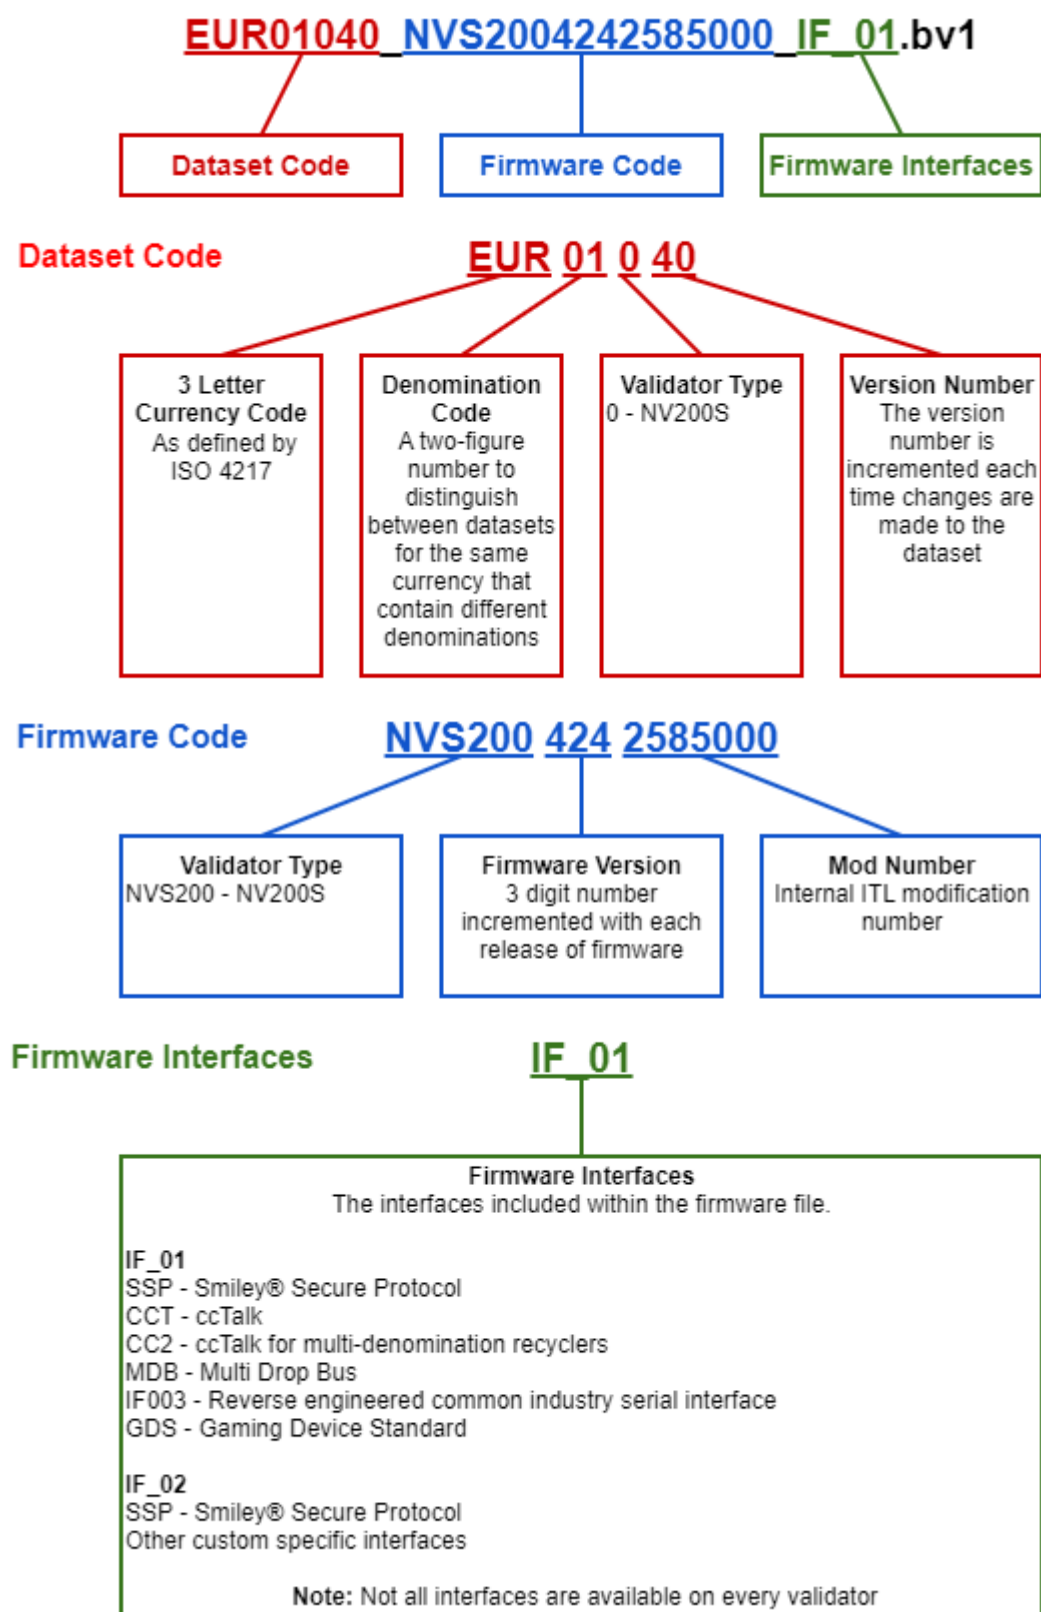 EUR01040_NVS2004242585000_IF_01.bv1
Dataset Code
Firmware Code
Firmware Interfaces
Dataset Code
EUR 01 0 40
3 Letter
Currency Code
As defined by
ISO 4217
Denomination
Code
A two-figure
number to
distinguish
between datasets
for the same
currency that
contain different
denominations
Validator Type
0 - NV200S
Version Number
The version
number is
incremented each
time changes are
made to the
dataset
Firmware Code
NVS200 424 2585000
Validator Type
NVS200 - NV200S
Firmware Version
3 digit number
incremented with each
release of firmware
Mod Number
Internal ITL modification
number
Firmware Interfaces
IF_01
Firmware Interfaces
The interfaces included within the firmware file.
IF_01
SSP - Smiley® Secure Protocol
CCT - ccTalk
CC2 - ccTalk for multi-denomination recyclers
MDB - Multi Drop Bus
IF003 - Reverse engineered common industry serial interface
GDS - Gaming Device Standard
IF_02
SSP - Smiley® Secure Protocol
Other custom specific interfaces
Note: Not all interfaces are available on every validator